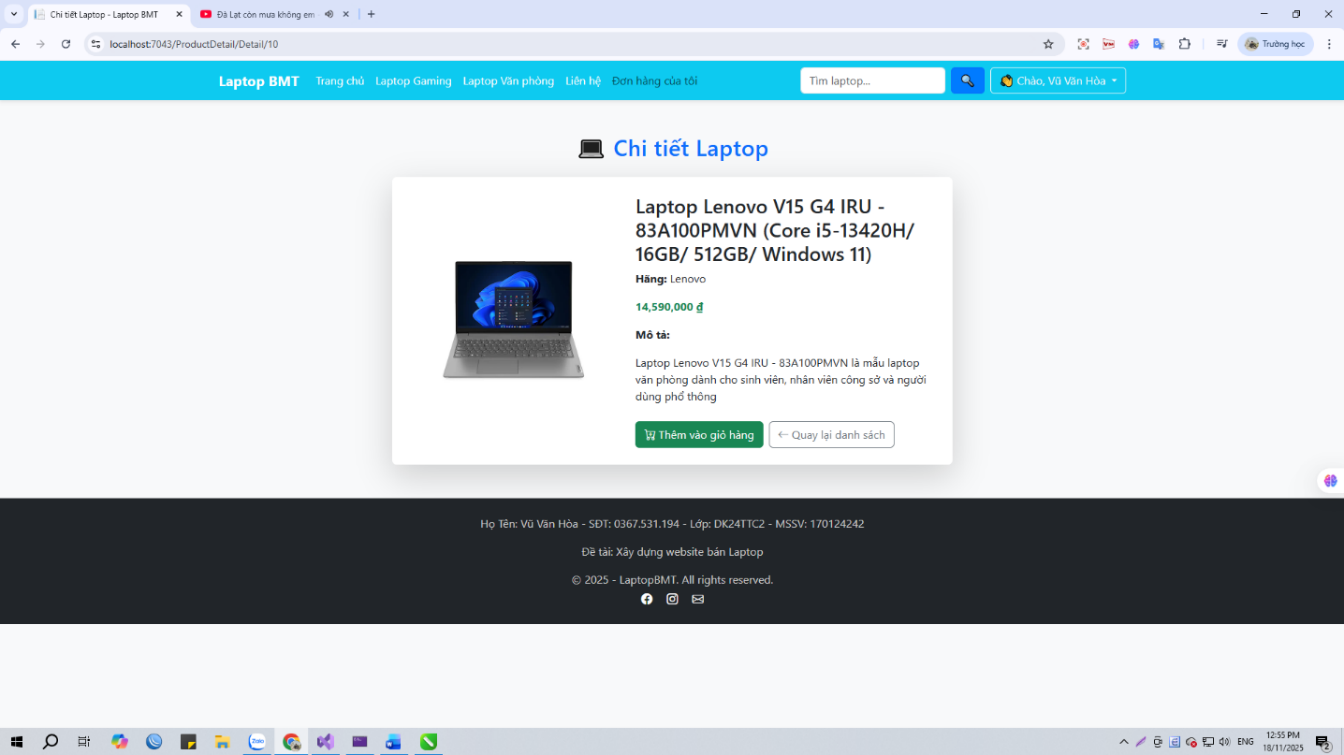 Chi tiết Laptop - Laptop BMT
Đà Lạt còn mưa không em
localhost:7043/ProductDetail/Detail/10
Trường học
Laptop BMT
Trang chủ
Laptop Gaming
Laptop Văn phòng
Liên hệ
Đơn hàng của tôi
Tìm laptop...
Chào, Vũ Văn Hòa
Chi tiết Laptop
Laptop Lenovo V15 G4 IRU -
83A100PMVN (Core i5-13420H/
16GB/ 512GB/ Windows 11)
Hãng: Lenovo
14,590,000 ₫
Mô tả:
Laptop Lenovo V15 G4 IRU - 83A100PMVN là mẫu laptop
văn phòng dành cho sinh viên, nhân viên công sở và người
dùng phổ thông
Thêm vào giỏ hàng
← Quay lại danh sách
Họ Tên: Vũ Văn Hòa - SĐT: 0367.531.194 - Lớp: DK24TTC2 - MSSV: 170124242
Đề tài: Xây dựng website bán Laptop
© 2025 - LaptopBMT. All rights reserved.
Zalo
ENG
12:55 PM
18/11/2025